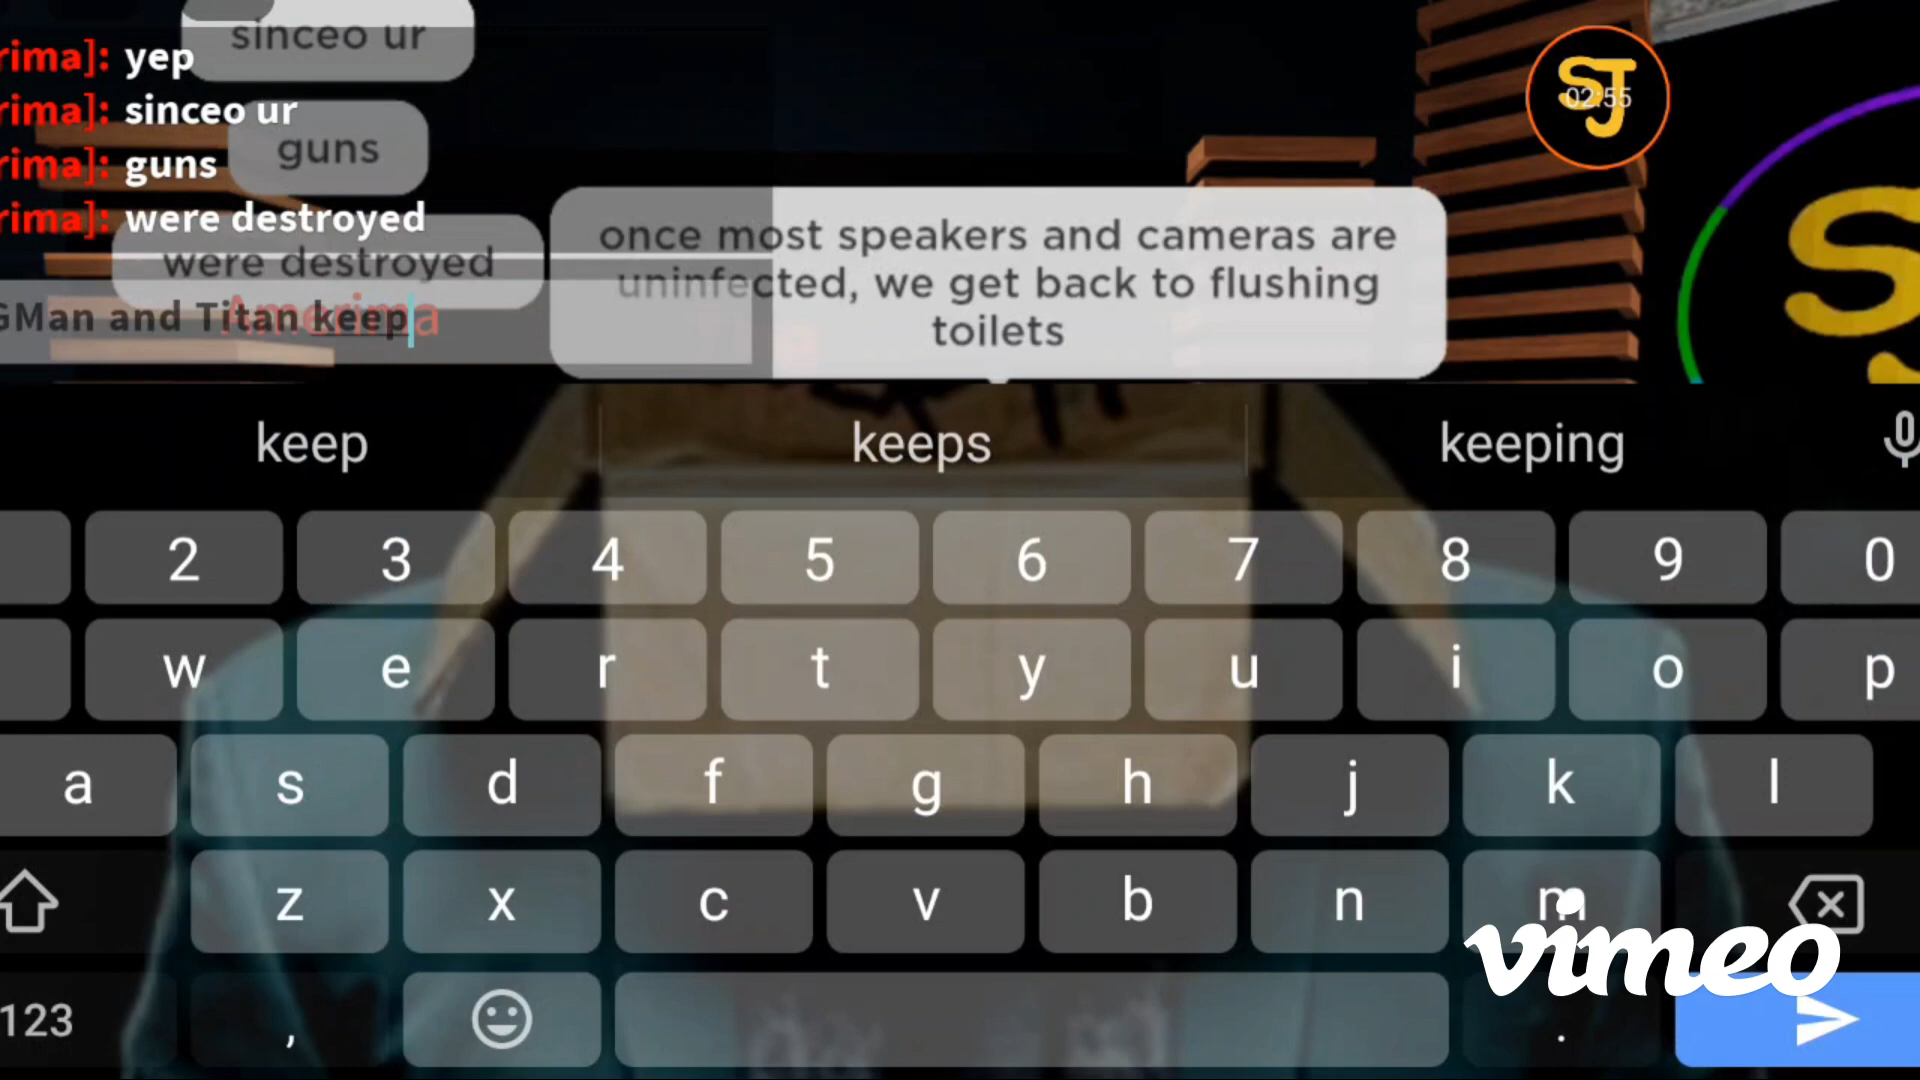 sinceo ur
rima]: yep
rima]: sinceo ur
rima]: guns
guns
rima]: were destroyed
were destroyed
once most speakers and cameras are
uninfected, we get back to flushing
toilets
GMan and Titan keep
Amerima
SJ
02:55
S
keep keeps keeping
2 3 4 5 6 7 8 9 0
w e r t y u i o p
a s d f g h j k l
z x c v b n m
123 , .
vimeo